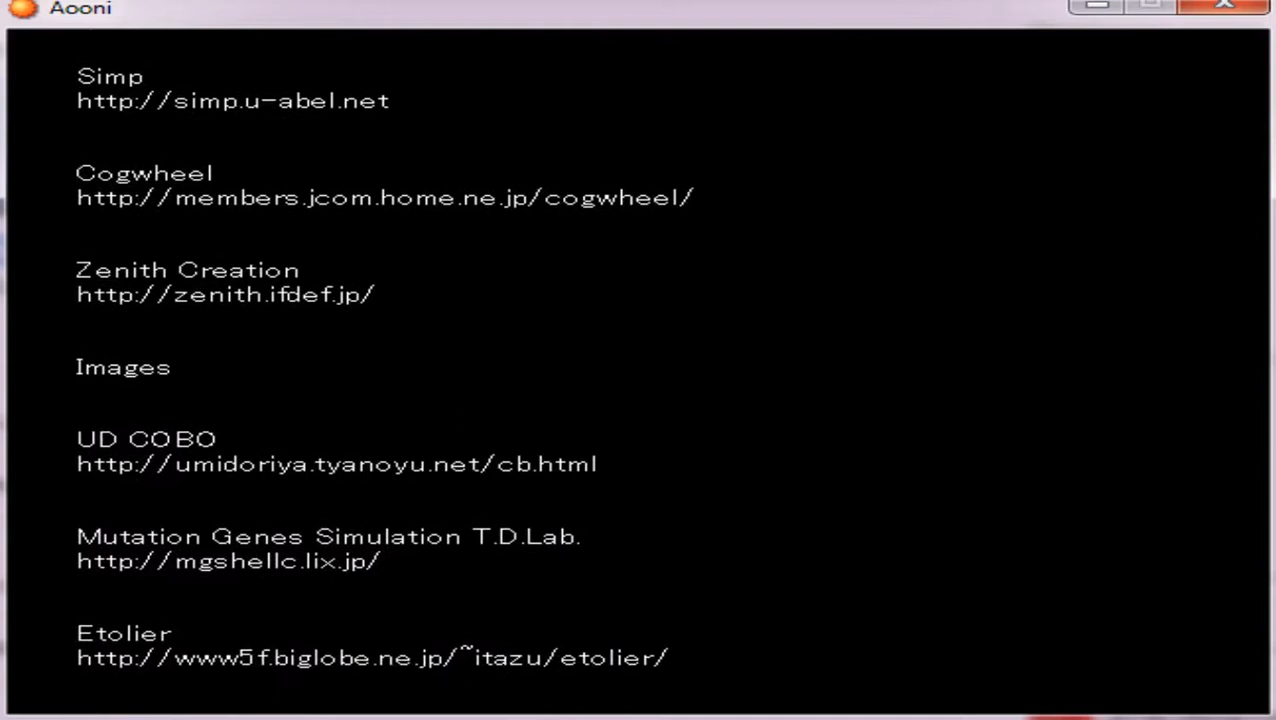 Aooni
Simp
http://simp.u-abel.net
Cogwheel
http://members.jcom.home.ne.jp/cogwheel/
Zenith Creation
http://zenith.ifdef.jp/
Images
UD COBO
http://umidoriya.tyanoyu.net/cb.html
Mutation Genes Simulation T.D.Lab.
http://mgshellc.lix.jp/
Etolier
http://www5f.biglobe.ne.jp/~itazu/etolier/